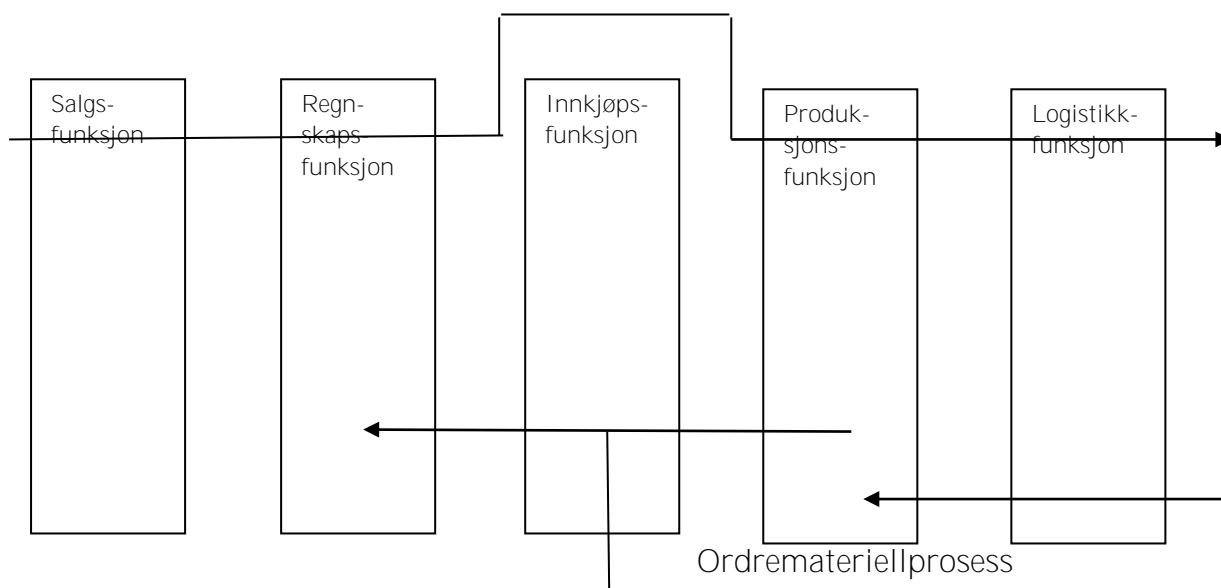 Salgs-
funksjon
Regn-
skaps-
funksjon
Innkjøps-
funksjon
Produk-
sjons-
funksjon
Logistikk-
funksjon
Ordremateriellprosess